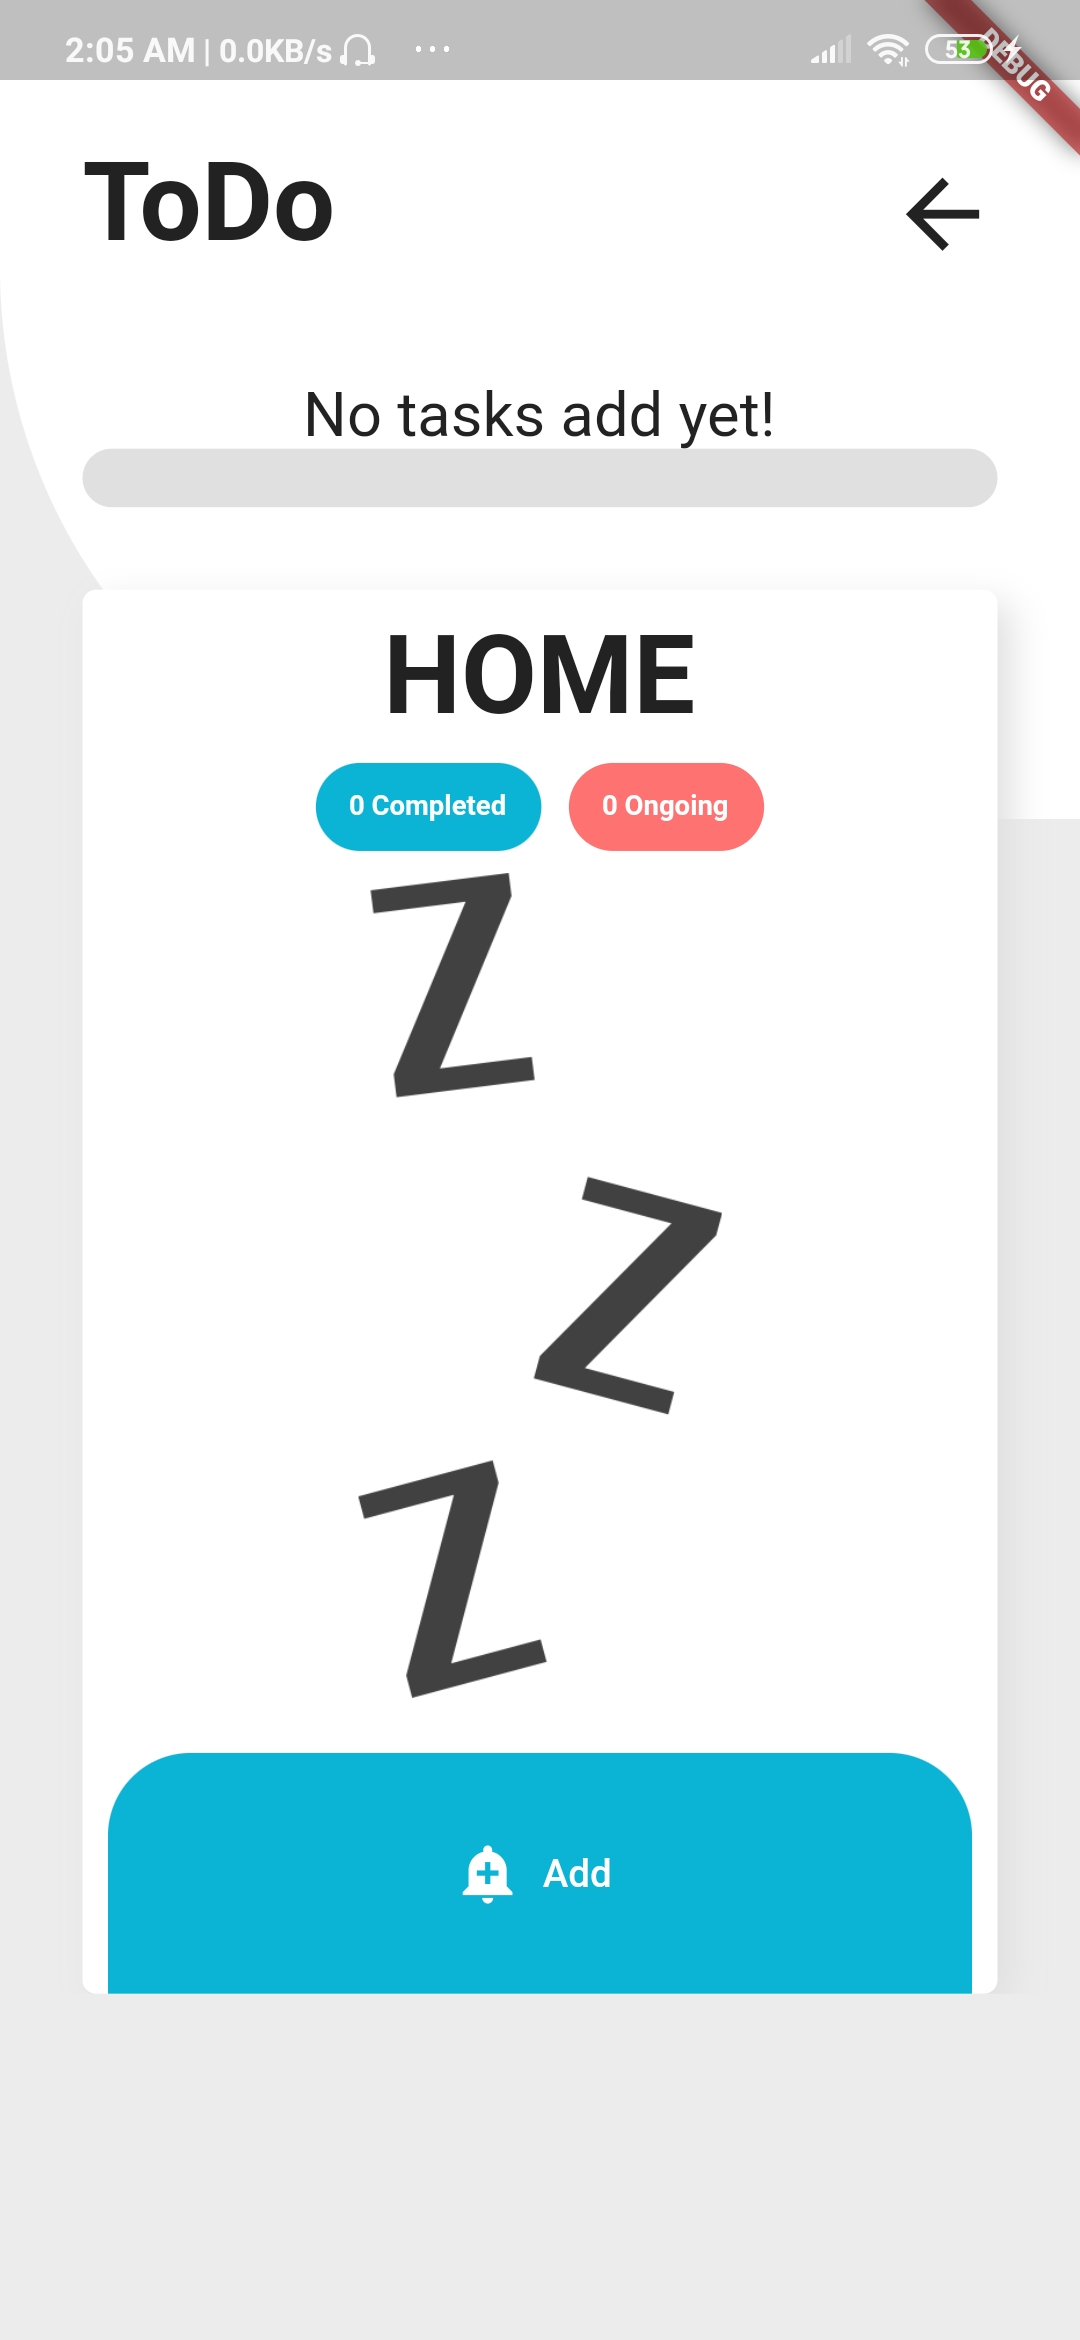 2:05 AM | 0.0KB/s ... 53
DEBUG
ToDo
No tasks add yet!
HOME
0 Completed 0 Ongoing
Z
Z
Z
Add